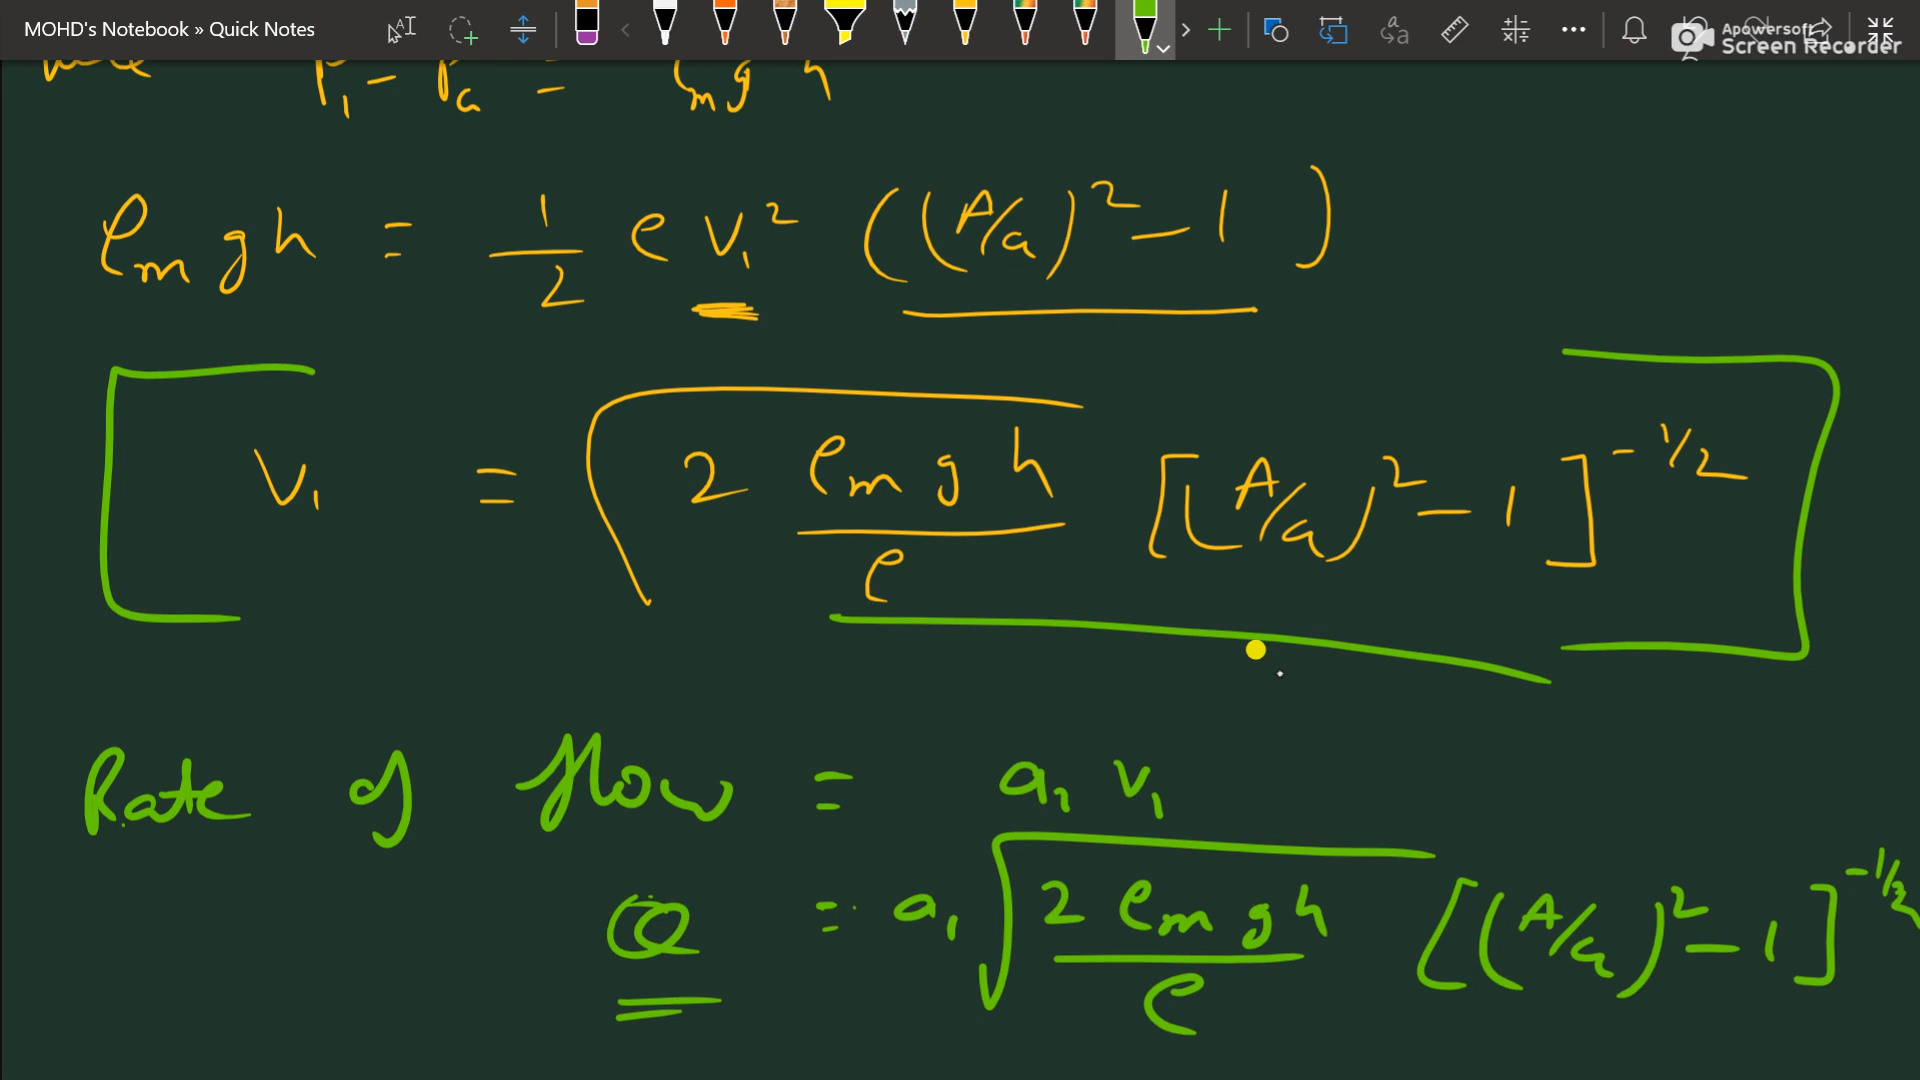 MOHD's Notebook » Quick Notes
Apowersoft
Screen Recorder
P₁ - Pₐ = ρₘ g h
ρₘ g h = 1/2 ρ v₁² ((A/a)² - 1)
v₁ = √(2 ρₘ g h / ρ) [(A/a)² - 1]^(-1/2)
Rate of flow = a₁ v₁
Q = a₁ √(2 ρₘ g h / ρ) [(A/a)² - 1]^(-1/2)